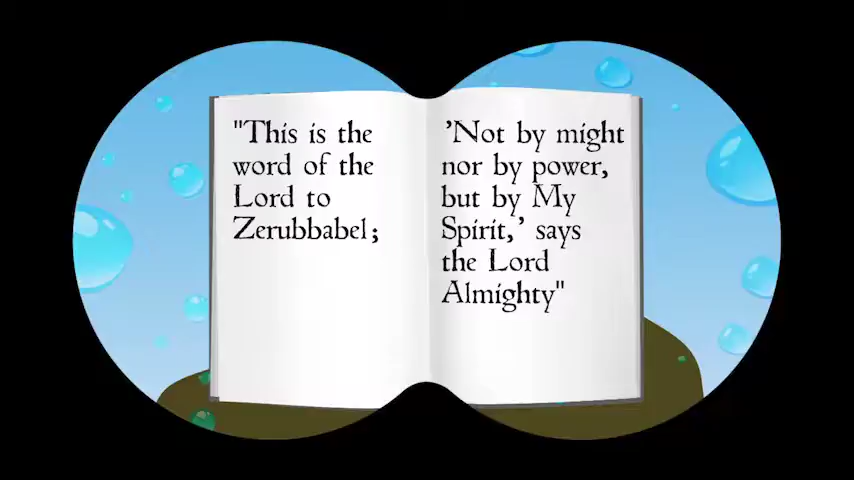 "This is the
word of the
Lord to
Zerubbabel;
’Not by might
nor by power,
but by My
Spirit,’ says
the Lord
Almighty"